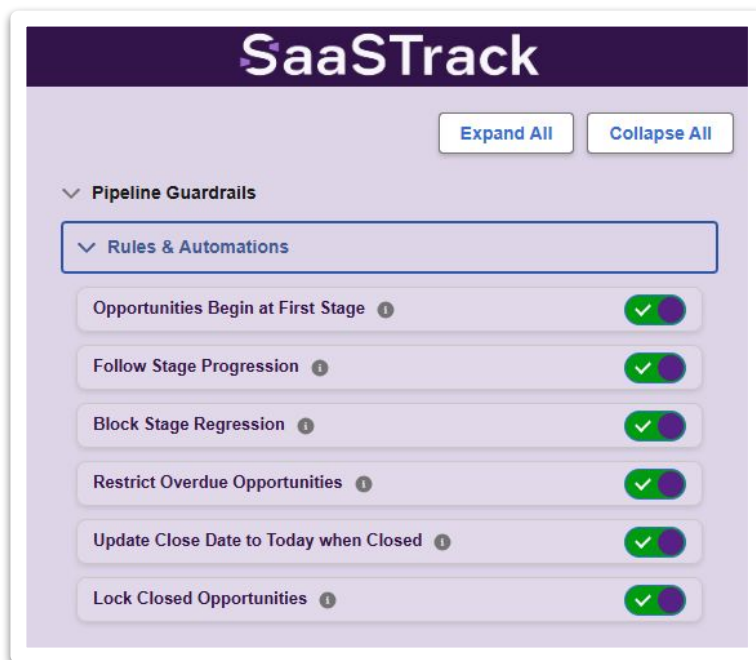 SaaSTrack
Expand All
Collapse All
Pipeline Guardrails
Rules & Automations
Opportunities Begin at First Stage
Follow Stage Progression
Block Stage Regression
Restrict Overdue Opportunities
Update Close Date to Today when Closed
Lock Closed Opportunities